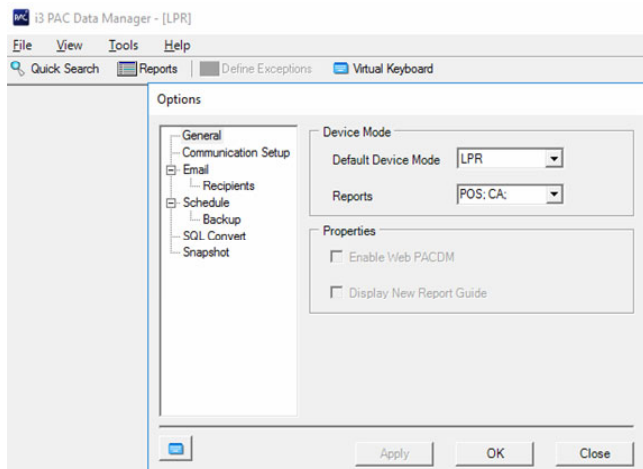 PAC i3 PAC Data Manager - [LPR]
File View Tools Help
Quick Search Reports Define Exceptions Virtual Keyboard
Options
General
Communication Setup
Email
Recipients
Schedule
Backup
SQL Convert
Snapshot
Device Mode
Default Device Mode LPR
Reports POS; CA;
Properties
Enable Web PACDM
Display New Report Guide
Apply OK Close